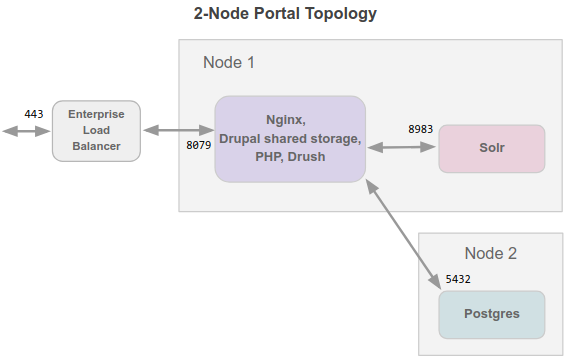 2-Node Portal Topology
Node 1
443
Enterprise
Load
Balancer
8079
Nginx,
Drupal shared storage,
PHP, Drush
8983
Solr
Node 2
5432
Postgres